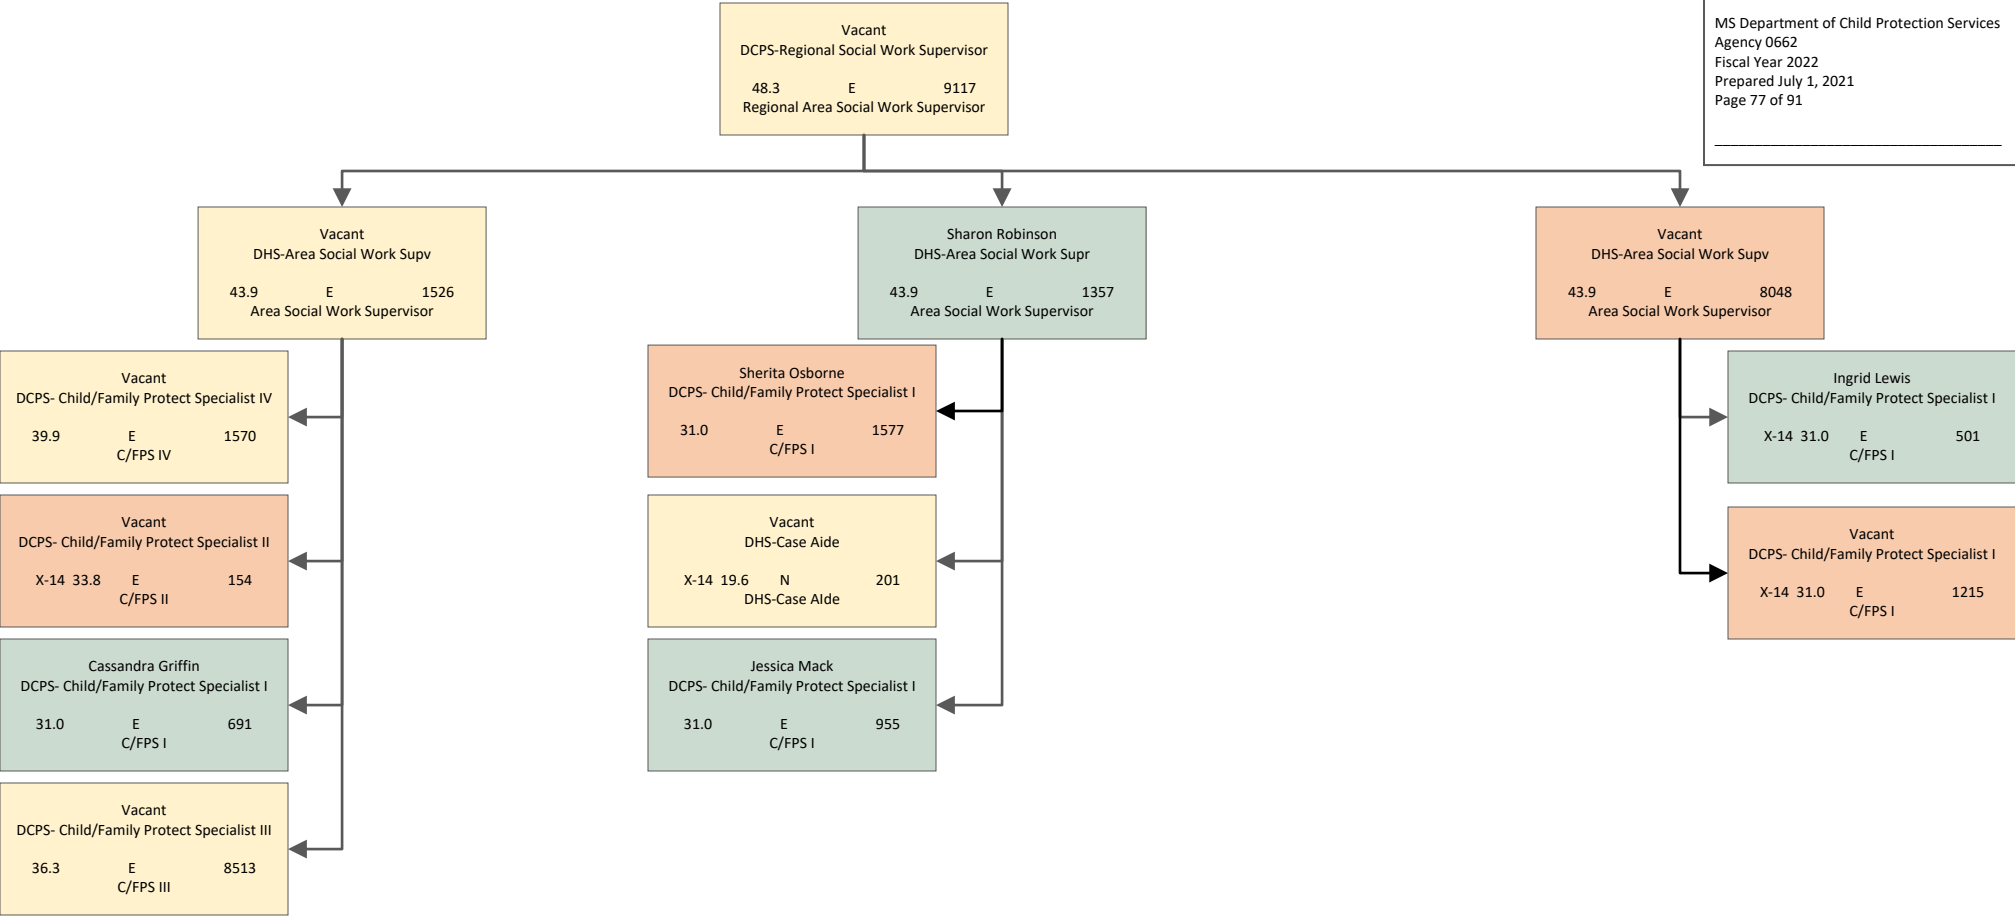 MS Department of Child Protection Services
Agency 0662
Fiscal Year 2022
Prepared July 1, 2021
Page 77 of 91
Vacant
DCPS-Regional Social Work Supervisor
48.3 E 9117
Regional Area Social Work Supervisor
Vacant
DHS-Area Social Work Supv
43.9 E 1526
Area Social Work Supervisor
Sharon Robinson
DHS-Area Social Work Supr
43.9 E 1357
Area Social Work Supervisor
Vacant
DHS-Area Social Work Supv
43.9 E 8048
Area Social Work Supervisor
Vacant
DCPS- Child/Family Protect Specialist IV
39.9 E 1570
C/FPS IV
Vacant
DCPS- Child/Family Protect Specialist II
X-14 33.8 E 154
C/FPS II
Cassandra Griffin
DCPS- Child/Family Protect Specialist I
31.0 E 691
C/FPS I
Vacant
DCPS- Child/Family Protect Specialist III
36.3 E 8513
C/FPS III
Sherita Osborne
DCPS- Child/Family Protect Specialist I
31.0 E 1577
C/FPS I
Vacant
DHS-Case Aide
X-14 19.6 N 201
DHS-Case AIde
Jessica Mack
DCPS- Child/Family Protect Specialist I
31.0 E 955
C/FPS I
Ingrid Lewis
DCPS- Child/Family Protect Specialist I
X-14 31.0 E 501
C/FPS I
Vacant
DCPS- Child/Family Protect Specialist I
X-14 31.0 E 1215
C/FPS I